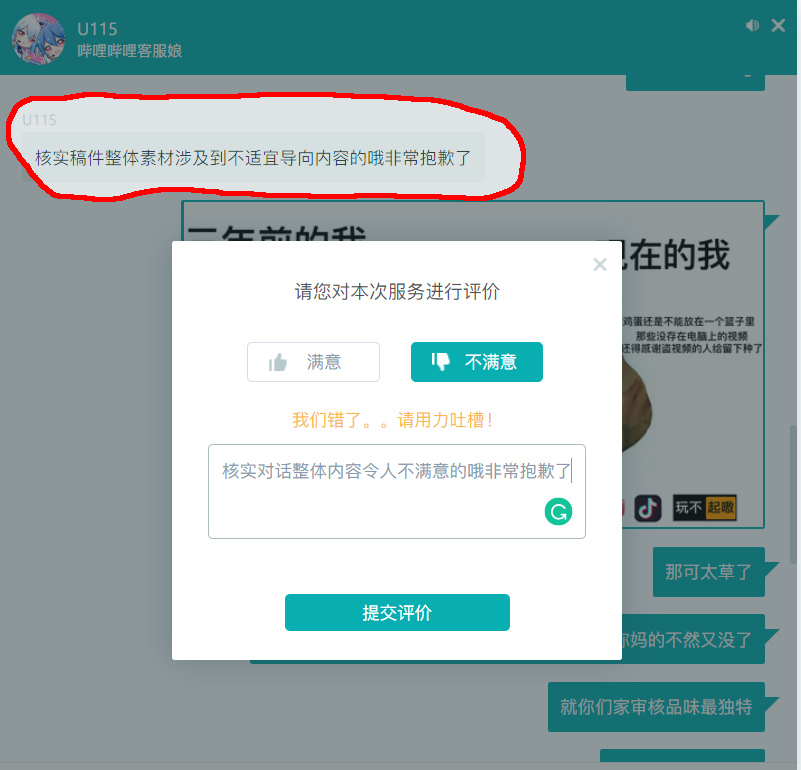 U115
哔哩哔哩客服娘
U115
核实稿件整体素材涉及到不适宜导向内容的哦非常抱歉了
三年前的我
现在的我
鸡蛋还是不能放在一个篮子里
那些没存在电脑上的视频
还得感谢盗视频的人给留下种了
请您对本次服务进行评价
满意
不满意
我们错了。。请用力吐槽！
核实对话整体内容令人不满意的哦非常抱歉了
玩不起嗷
那可太草了
提交评价
你妈的不然又没了
就你们家审核品味最独特